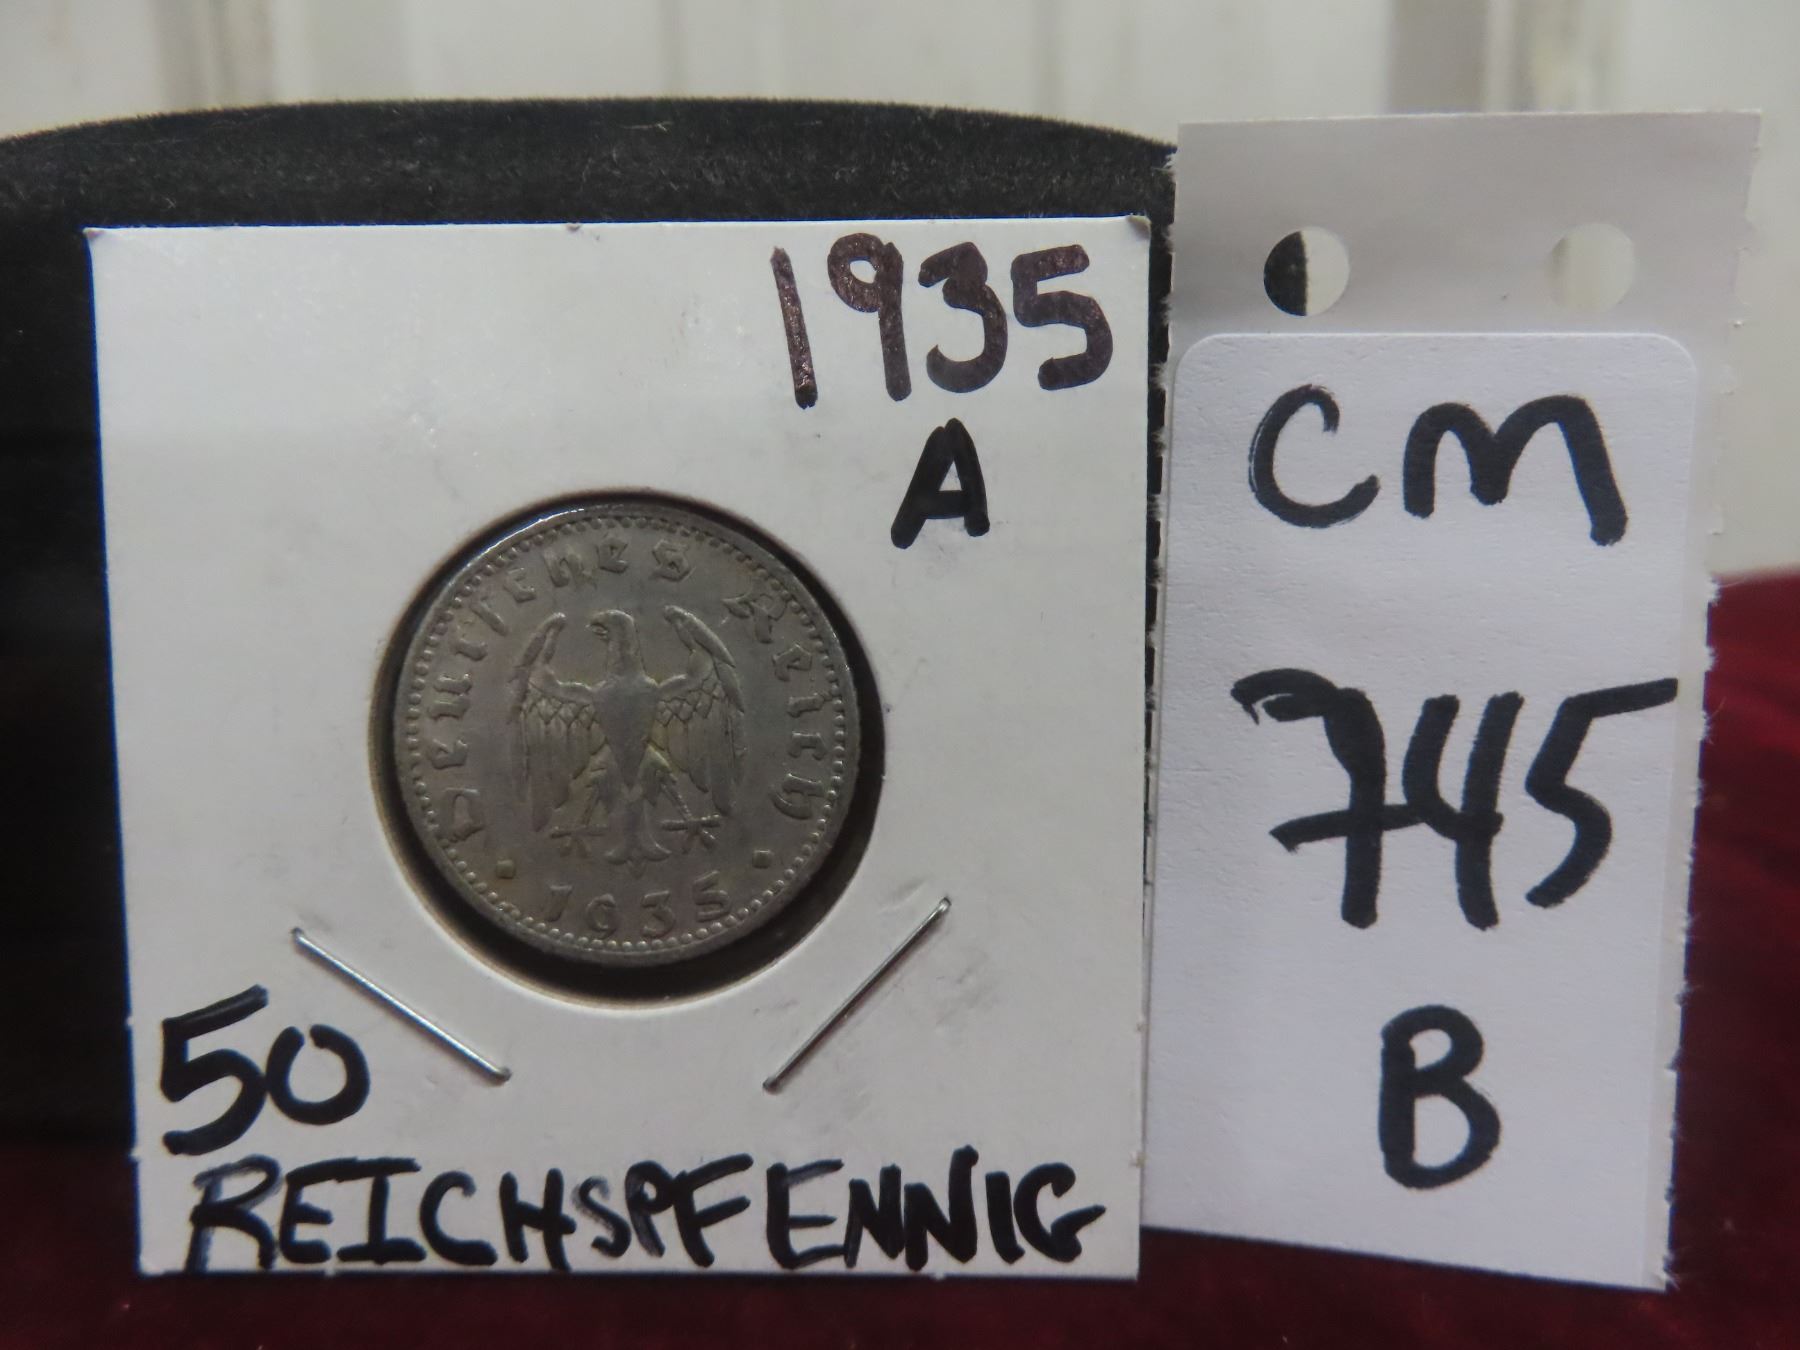 1935
A
Deutsches Reich
1935
50
REICHSPFENNIG
CM
745
B